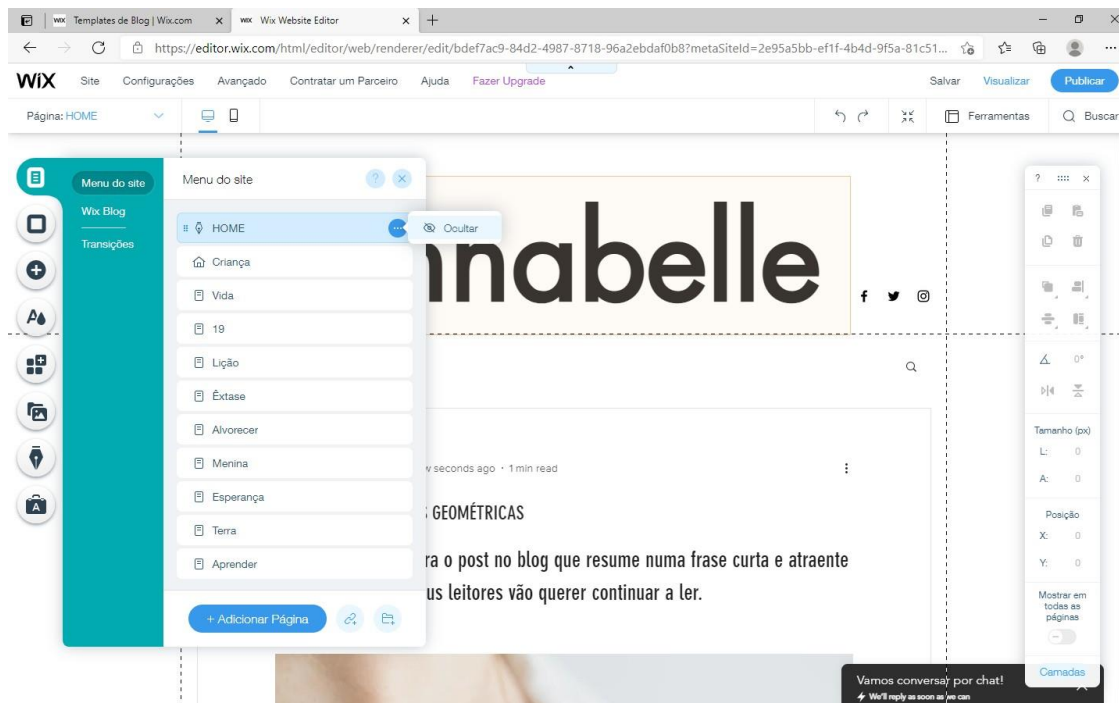 WIX Templates de Blog | Wix.com
WIX Wix Website Editor
https://editor.wix.com/html/editor/web/renderer/edit/bdef7ac9-84d2-4987-8718-96a2ebdaf0b8?metaSiteId=2e95a5bb-ef1f-4b4d-9f5a-81c51...
WiX Site Configurações Avançado Contratar um Parceiro Ajuda Fazer Upgrade Salvar Visualizar Publicar
Página: HOME Ferramentas Buscar
Menu do site
Wix Blog
Transições
Menu do site ?
HOME
Ocultar
Criança
Vida
19
Lição
Êxtase
Alvorecer
Menina
Esperança
Terra
Aprender
+ Adicionar Página
nnabelle
w seconds ago · 1 min read
S GEOMÉTRICAS
ra o post no blog que resume numa frase curta e atraente
us leitores vão querer continuar a ler.
?
0°
Tamanho (px)
L: 0
A: 0
Posição
X: 0
Y: 0
Mostrar em
todas as
páginas
Camadas
Vamos conversar por chat!
We'll reply as soon as we can